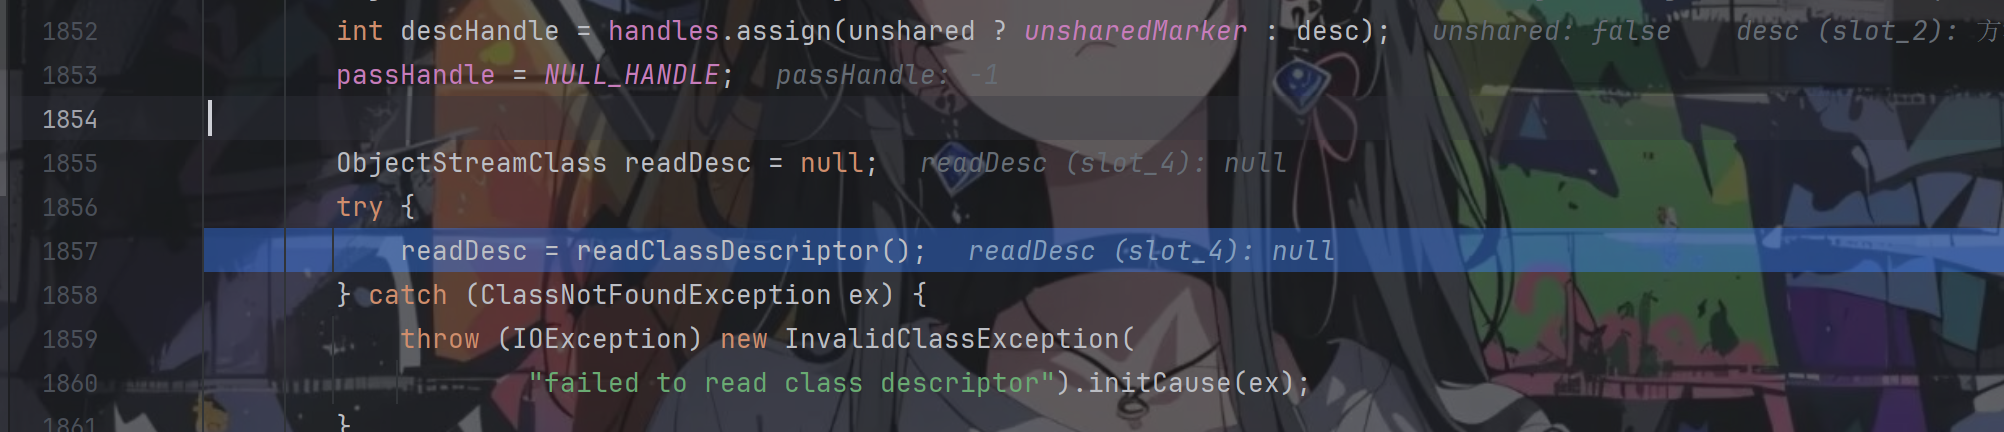 1852 int descHandle = handles.assign(unshared ? unsharedMarker : desc); unshared: false desc (slot_2): 方
1853 passHandle = NULL_HANDLE; passHandle: -1
1854
1855 ObjectStreamClass readDesc = null; readDesc (slot_4): null
1856 try {
1857 readDesc = readClassDescriptor(); readDesc (slot_4): null
1858 } catch (ClassNotFoundException ex) {
1859 throw (IOException) new InvalidClassException(
1860 "failed to read class descriptor").initCause(ex);
1861 }